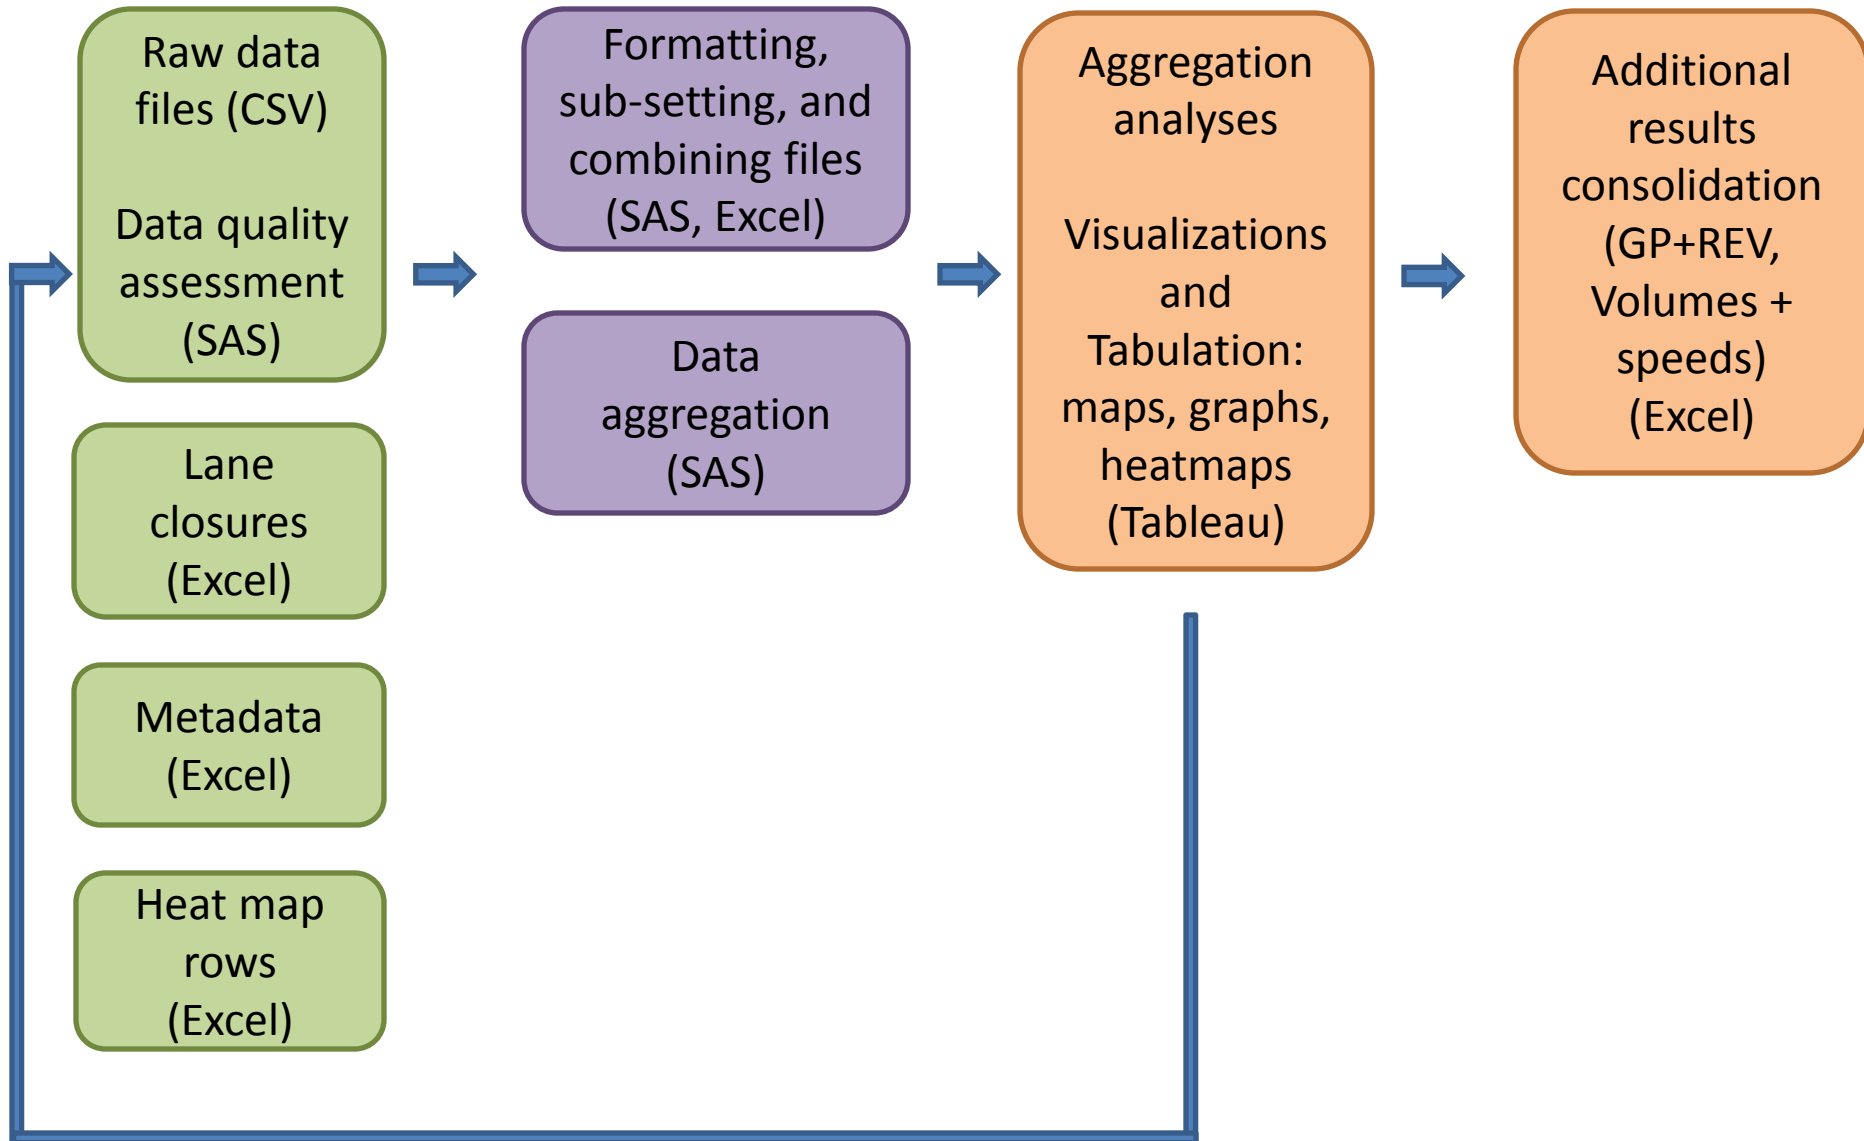 Raw data
files (CSV)
Data quality
assessment
(SAS)
Lane
closures
(Excel)
Metadata
(Excel)
Heat map
rows
(Excel)
Formatting,
sub-setting, and
combining files
(SAS, Excel)
Data
aggregation
(SAS)
Aggregation
analyses
Visualizations
and
Tabulation:
maps, graphs,
heatmaps
(Tableau)
Additional
results
consolidation
(GP+REV,
Volumes +
speeds)
(Excel)